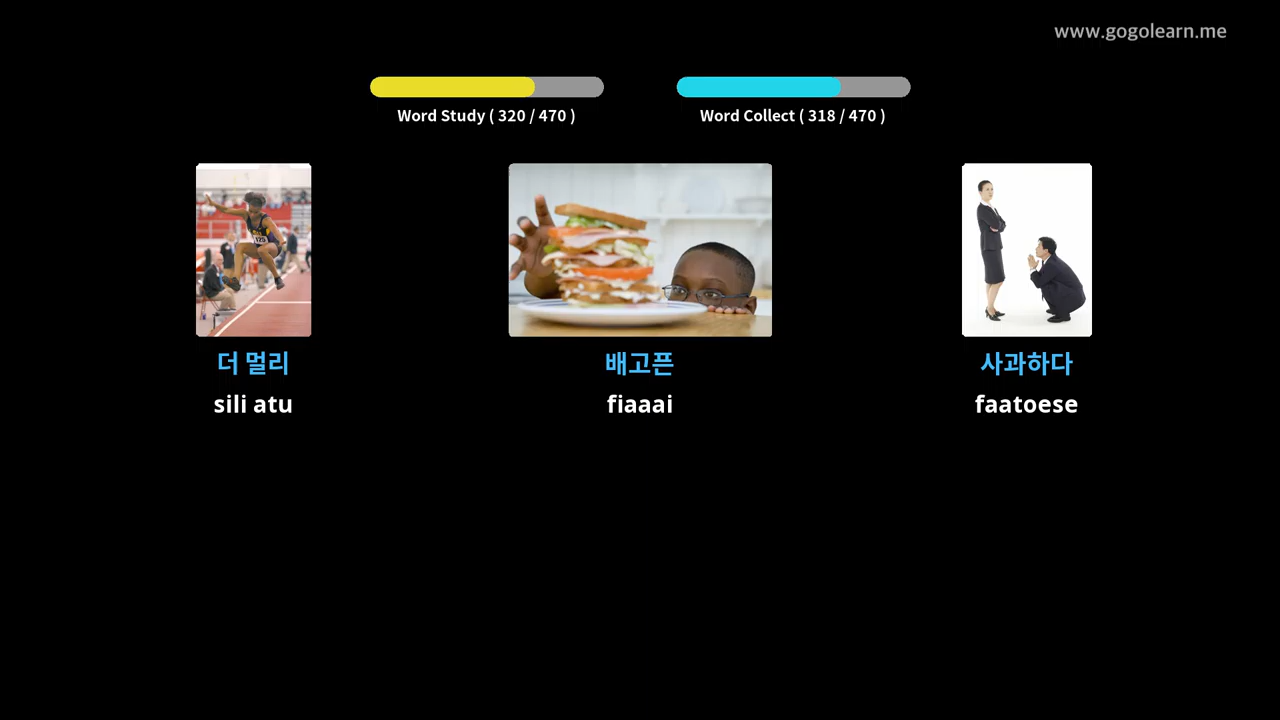 www.gogolearn.me
Word Study ( 320 / 470 )
Word Collect ( 318 / 470 )
더 멀리
배고픈
사과하다
sili atu
fiaaai
faatoese